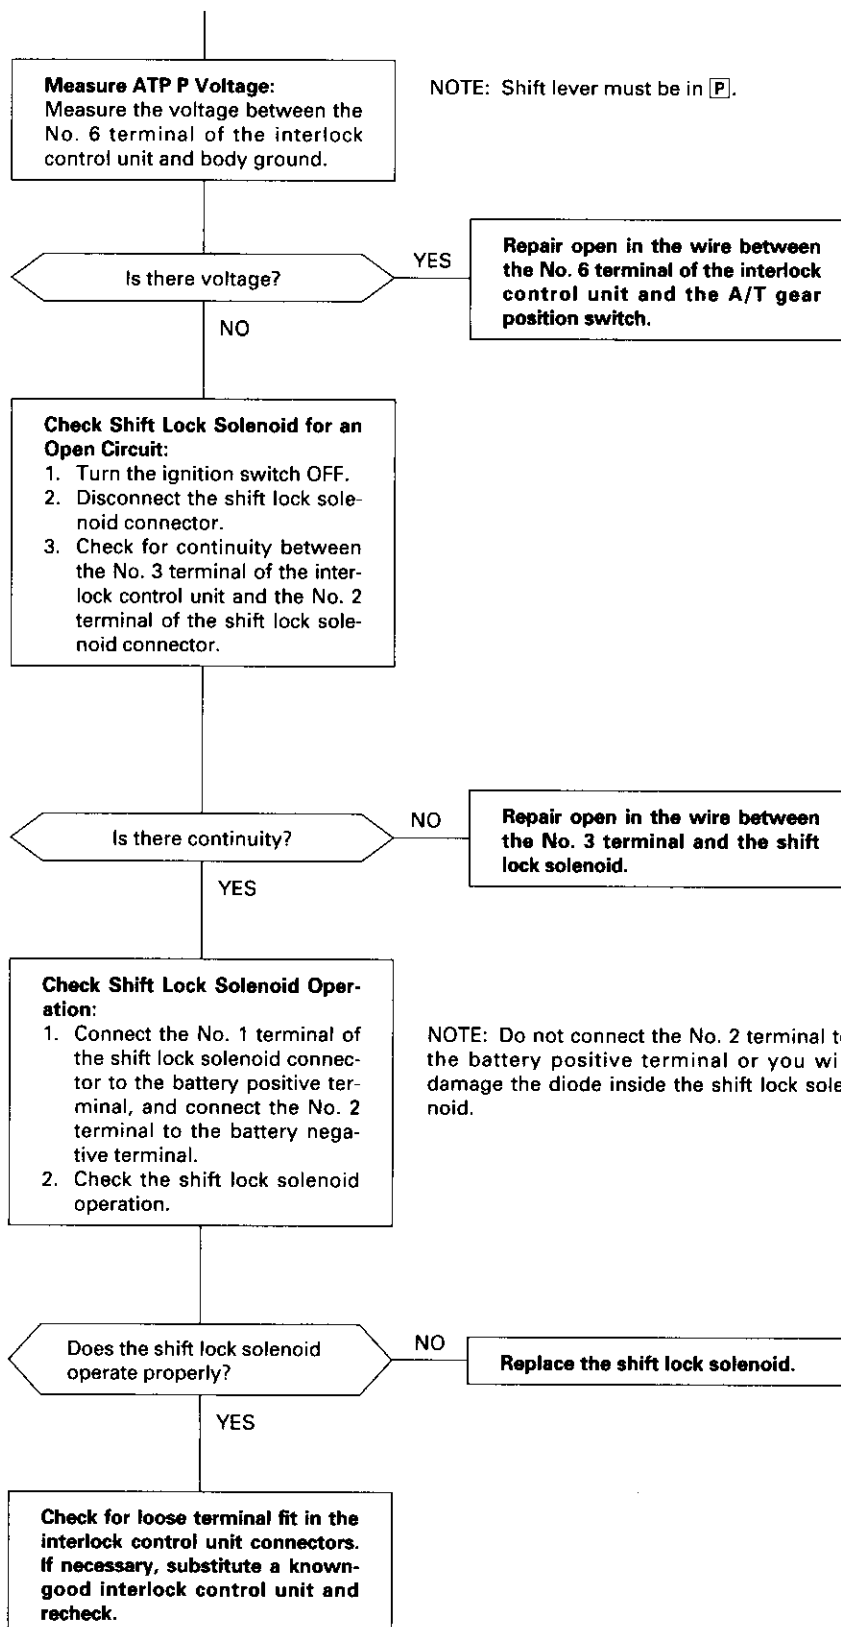 Measure ATP P Voltage:
Measure the voltage between the
No. 6 terminal of the interlock
control unit and body ground.
NOTE: Shift lever must be in P.
Is there voltage?
YES
Repair open in the wire between
the No. 6 terminal of the interlock
control unit and the A/T gear
position switch.
NO
Check Shift Lock Solenoid for an
Open Circuit:
1. Turn the ignition switch OFF.
2. Disconnect the shift lock sole-
noid connector.
3. Check for continuity between
the No. 3 terminal of the inter-
lock control unit and the No. 2
terminal of the shift lock sole-
noid connector.
Is there continuity?
NO
Repair open in the wire between
the No. 3 terminal and the shift
lock solenoid.
YES
Check Shift Lock Solenoid Oper-
ation:
1. Connect the No. 1 terminal of
the shift lock solenoid connec-
tor to the battery positive ter-
minal, and connect the No. 2
terminal to the battery nega-
tive terminal.
2. Check the shift lock solenoid
operation.
NOTE: Do not connect the No. 2 terminal t
the battery positive terminal or you wi
damage the diode inside the shift lock sole
noid.
Does the shift lock solenoid
operate properly?
NO
Replace the shift lock solenoid.
YES
Check for loose terminal fit in the
interlock control unit connectors.
If necessary, substitute a known-
good interlock control unit and
recheck.